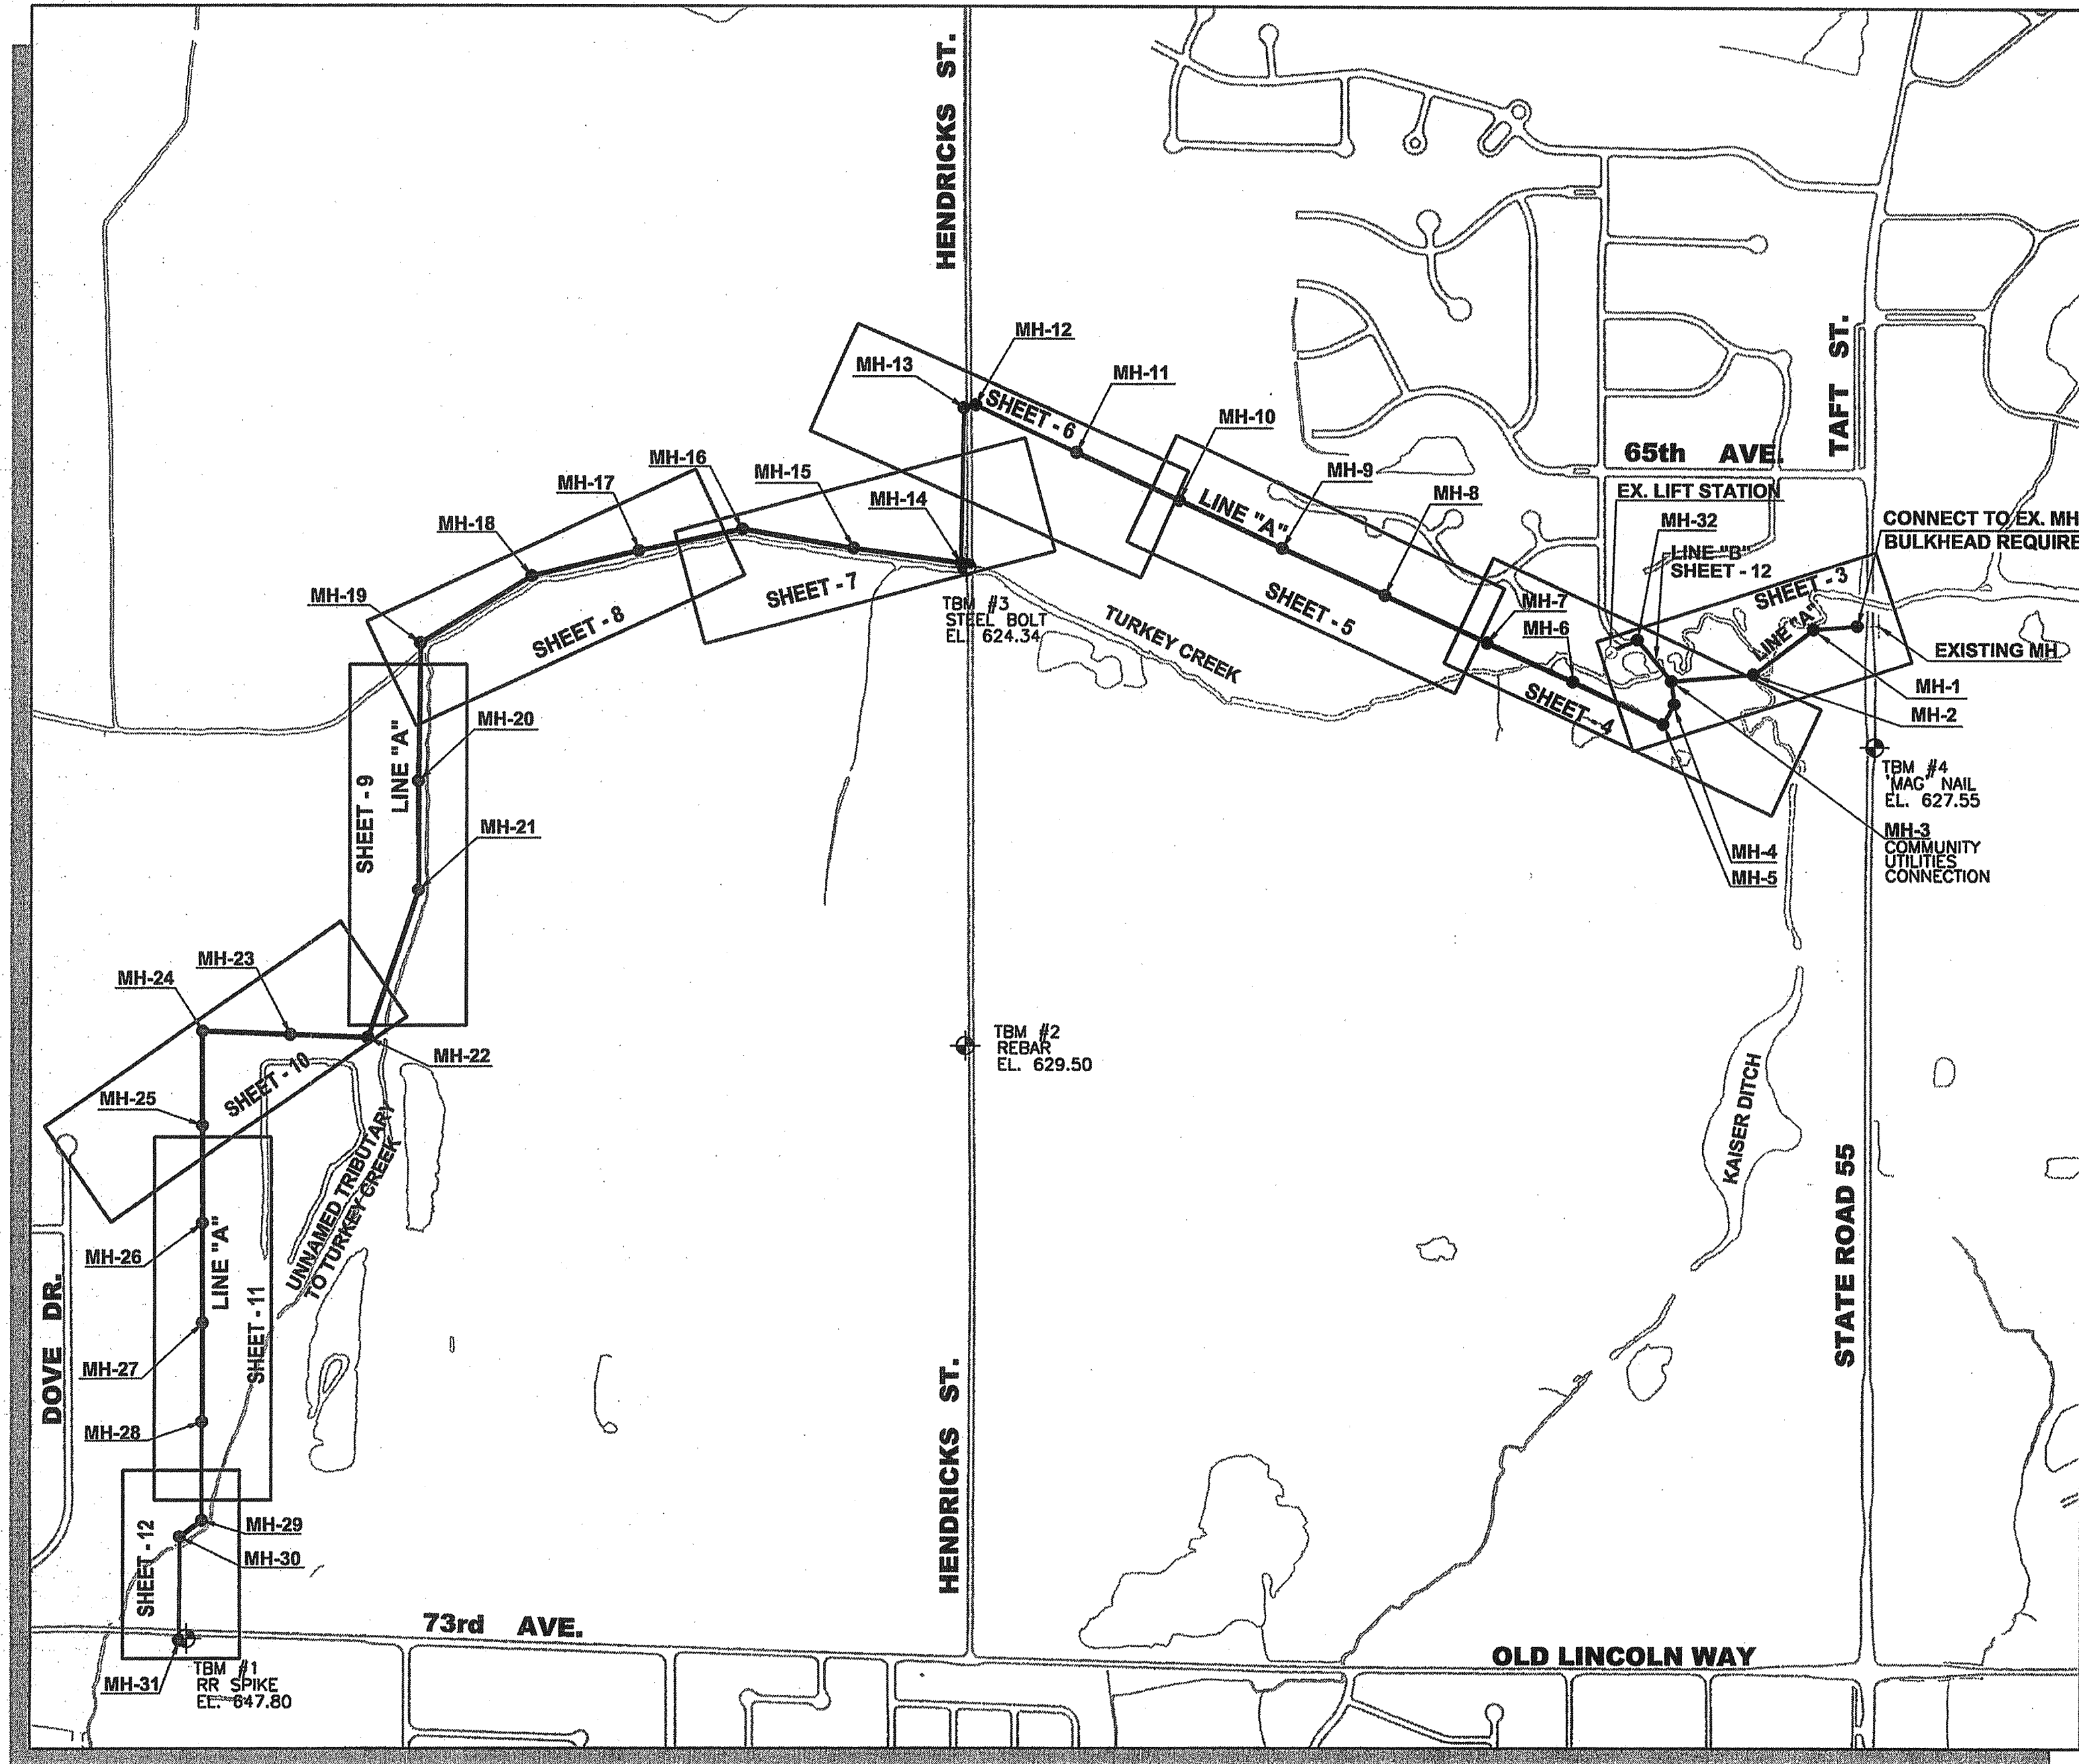 HENDRICKS ST.
MH-12
MH-13
SHEET - 6
MH-11
MH-10
TAFT ST.
65th AVE.
MH-16
MH-15
MH-17
MH-14
MH-18
LINE "A"
MH-9
MH-8
EX. LIFT STATION
MH-32
LINE "B"
SHEET - 12
CONNECT TO EX. MH
BULKHEAD REQUIRE
SHEET - 3
LINE "A"
EXISTING MH
MH-1
MH-2
MH-19
SHEET - 8
SHEET - 7
TBM #3
STEEL BOLT
EL. 624.34
TURKEY CREEK
SHEET - 5
MH-7
MH-6
SHEET - 4
TBM #4
'MAG' NAIL
EL. 627.55
MH-3
COMMUNITY
UTILITIES
CONNECTION
MH-4
MH-5
MH-20
LINE "A"
SHEET - 9
MH-21
MH-23
MH-24
MH-22
SHEET - 10
MH-25
TBM #2
REBAR
EL. 629.50
KAISER DITCH
STATE ROAD 55
UNNAMED TRIBUTARY
TO TURKEY CREEK
MH-26
LINE "A"
SHEET - 11
MH-27
MH-28
DOVE DR.
MH-29
MH-30
SHEET - 12
HENDRICKS ST.
73rd AVE.
OLD LINCOLN WAY
MH-31
TBM #1
RR SPIKE
EL. 647.80